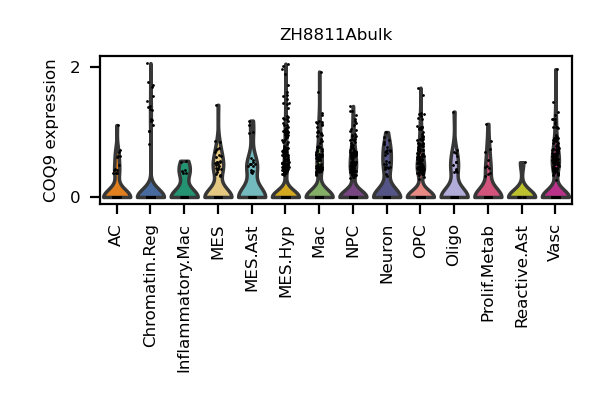 ZH8811Abulk
COQ9 expression
2
0
AC
Chromatin.Reg
Inflammatory.Mac
MES
MES.Ast
MES.Hyp
Mac
NPC
Neuron
OPC
Oligo
Prolif.Metab
Reactive.Ast
Vasc